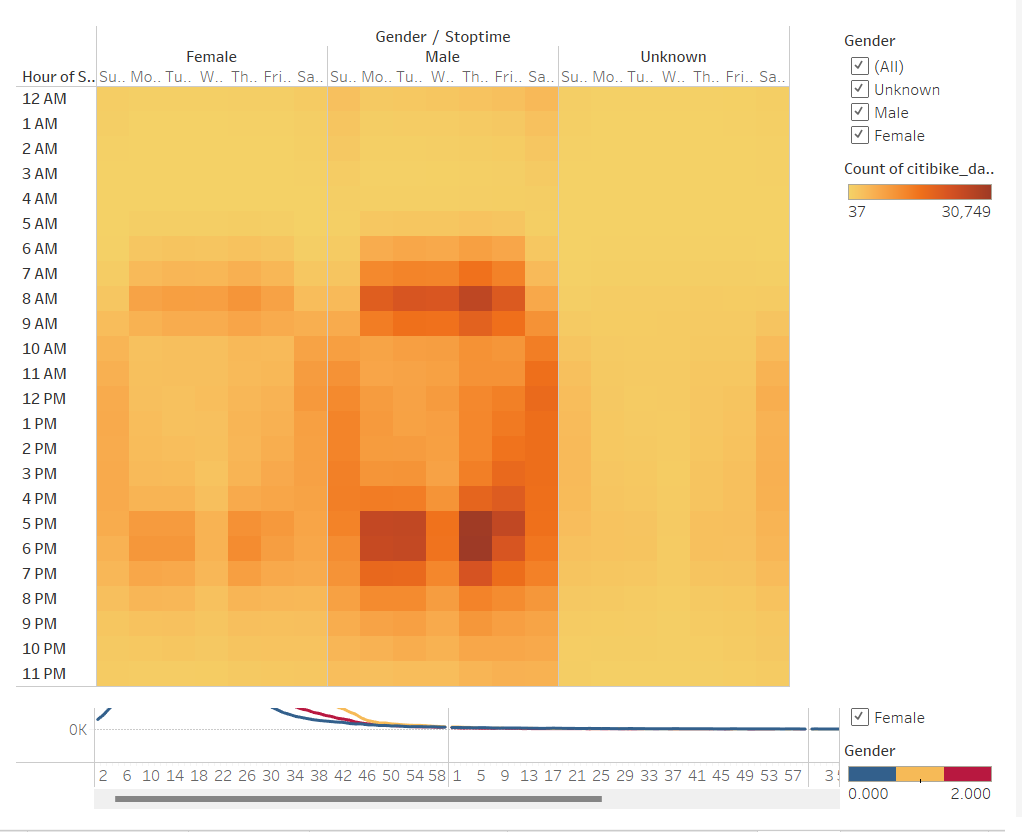 Gender / Stoptime
Female Male Unknown
Hour of S.. Su.. Mo.. Tu.. W.. Th.. Fri.. Sa.. Su.. Mo.. Tu.. W.. Th.. Fri.. Sa.. Su.. Mo.. Tu.. W.. Th.. Fri.. Sa..
12 AM
1 AM
2 AM
3 AM
4 AM
5 AM
6 AM
7 AM
8 AM
9 AM
10 AM
11 AM
12 PM
1 PM
2 PM
3 PM
4 PM
5 PM
6 PM
7 PM
8 PM
9 PM
10 PM
11 PM
Gender
(All)
Unknown
Male
Female
Count of citibike_da..
37 30,749
0K
2 6 10 14 18 22 26 30 34 38 42 46 50 54 58 1 5 9 13 17 21 25 29 33 37 41 45 49 53 57 3
Female
Gender
0.000 2.000